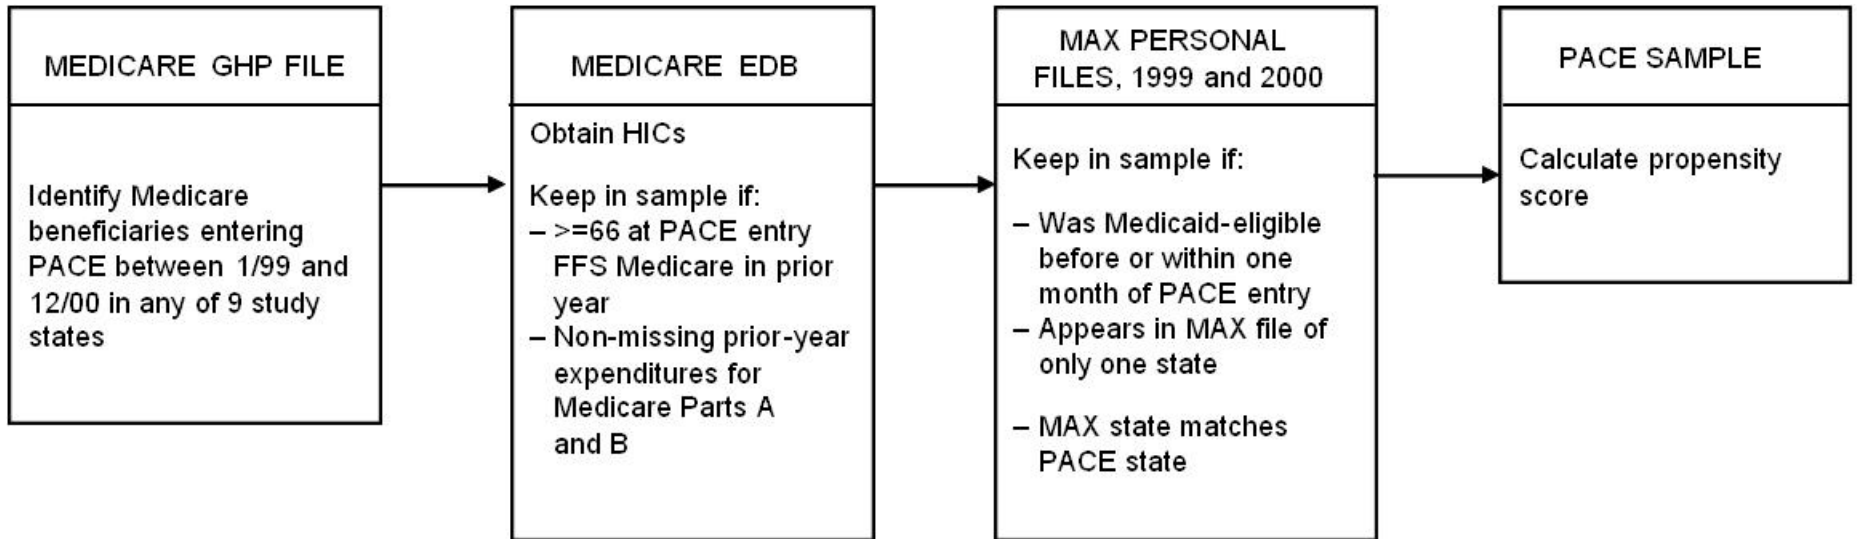 MEDICARE GHP FILE
Identify Medicare
beneficiaries entering
PACE between 1/99 and
12/00 in any of 9 study
states
MEDICARE EDB
Obtain HICs
Keep in sample if:
– >=66 at PACE entry
FFS Medicare in prior
year
– Non-missing prior-year
expenditures for
Medicare Parts A
and B
MAX PERSONAL
FILES, 1999 and 2000
Keep in sample if:
– Was Medicaid-eligible
before or within one
month of PACE entry
– Appears in MAX file of
only one state
– MAX state matches
PACE state
PACE SAMPLE
Calculate propensity
score